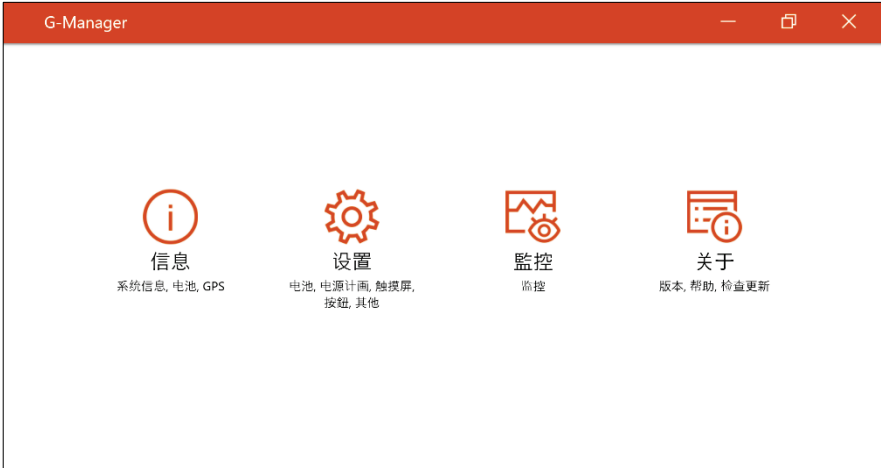 G-Manager
信息
系统信息, 电池, GPS
设置
电池, 电源计画, 触摸屏,
按鈕, 其他
監控
监控
关于
版本, 帮助, 检查更新